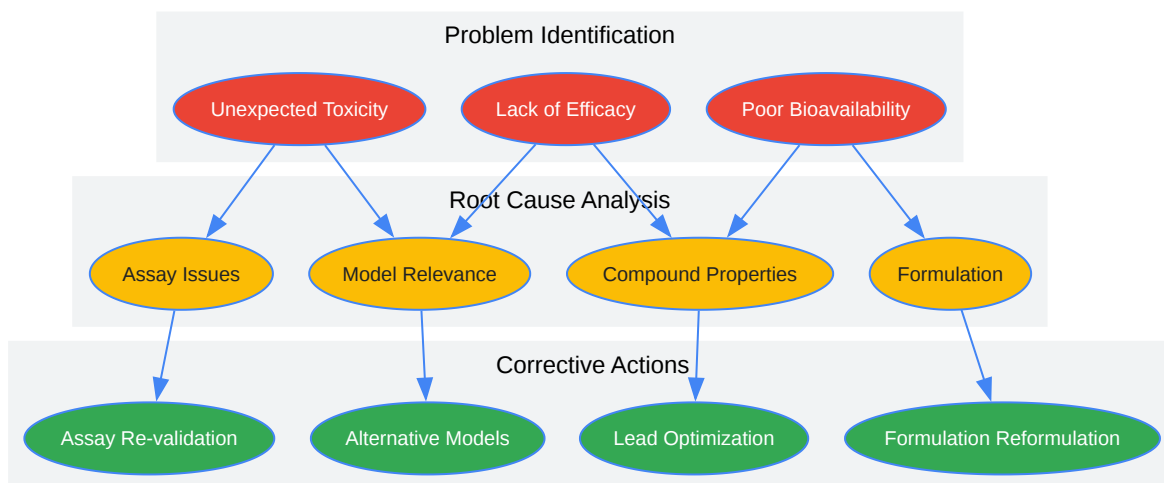 Problem Identification
Unexpected Toxicity
Lack of Efficacy
Poor Bioavailability
Root Cause Analysis
Assay Issues
Model Relevance
Compound Properties
Formulation
Corrective Actions
Assay Re-validation
Alternative Models
Lead Optimization
Formulation Reformulation